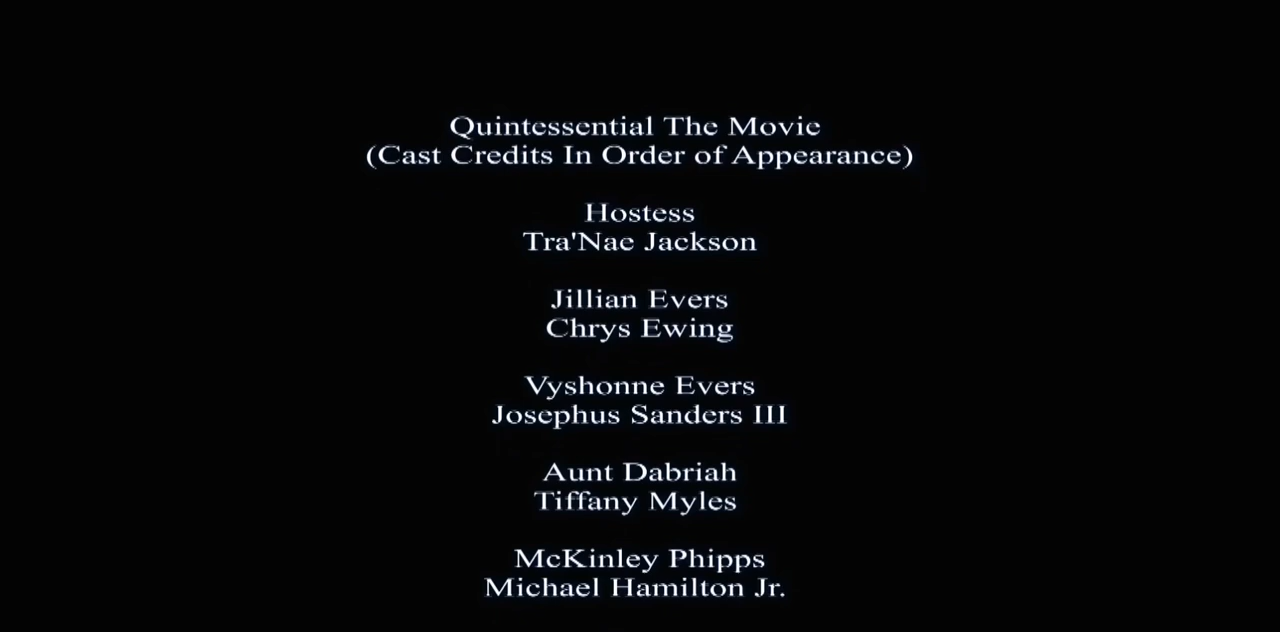 Quintessential The Movie
(Cast Credits In Order of Appearance)
Hostess
Tra'Nae Jackson
Jillian Evers
Chrys Ewing
Vyshonne Evers
Josephus Sanders III
Aunt Dabriah
Tiffany Myles
McKinley Phipps
Michael Hamilton Jr.